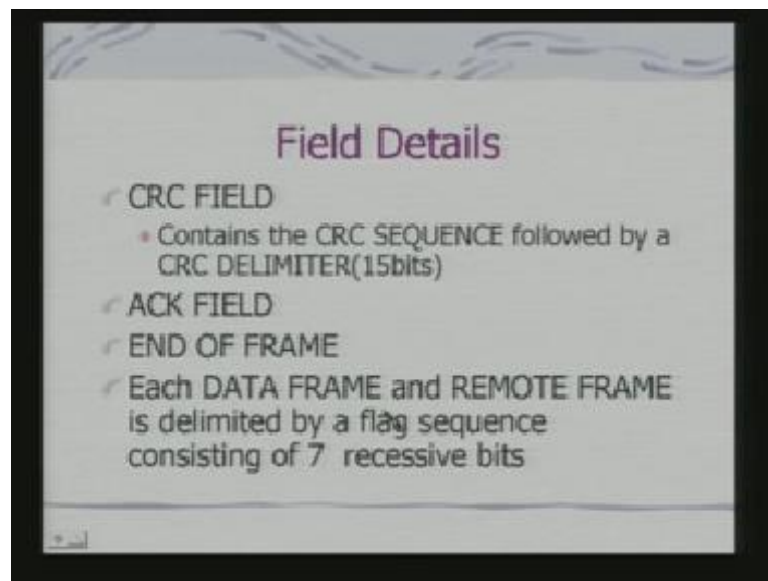 Field Details
CRC FIELD
Contains the CRC SEQUENCE followed by a
CRC DELIMITER(15bits)
ACK FIELD
END OF FRAME
Each DATA FRAME and REMOTE FRAME
is delimited by a flag sequence
consisting of 7 recessive bits